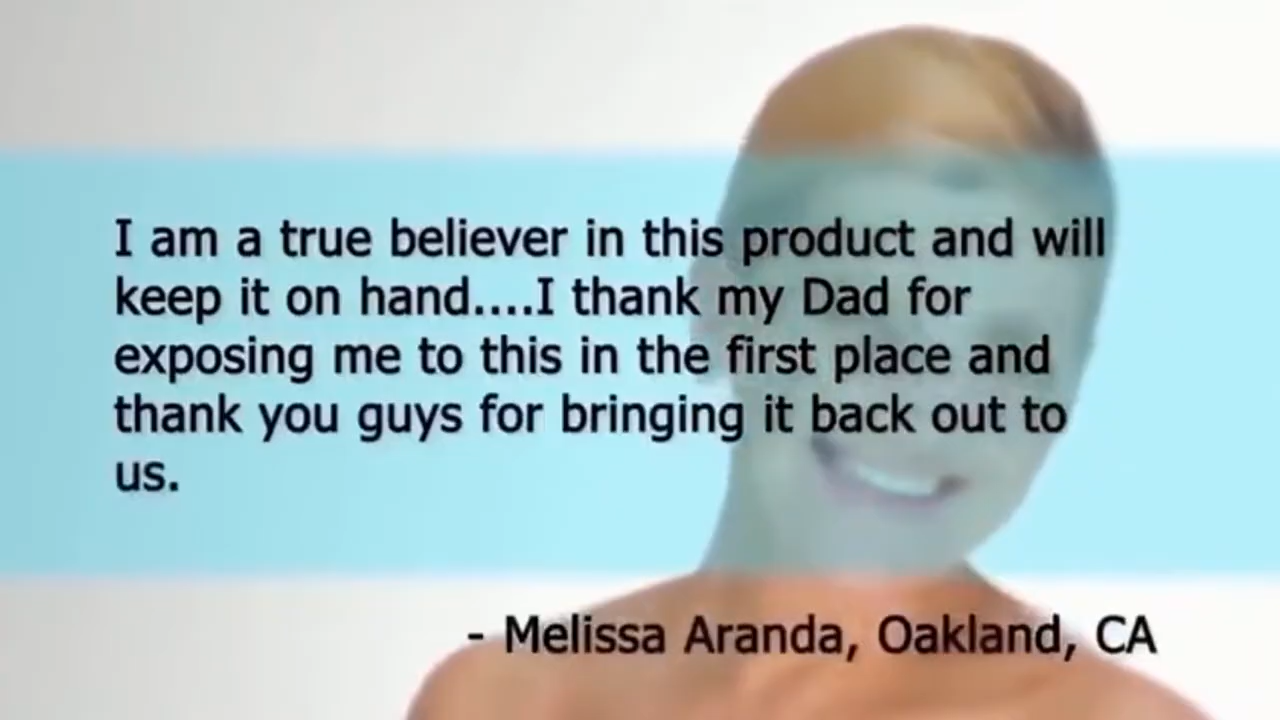 I am a true believer in this product and will
keep it on hand....I thank my Dad for
exposing me to this in the first place and
thank you guys for bringing it back out to
us.
- Melissa Aranda, Oakland, CA